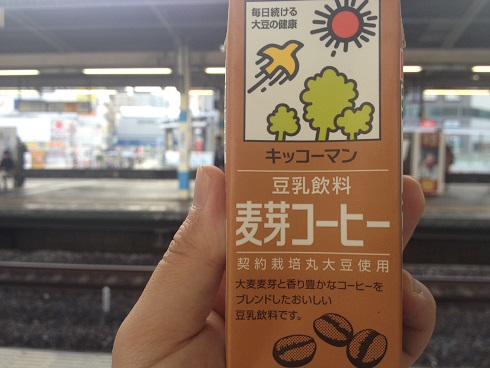 毎日続ける
大豆の健康
キッコーマン
豆乳飲料
麦芽コーヒー
契約栽培丸大豆使用
大麦麦芽と香り豊かなコーヒーを
ブレンドしたおいしい
豆乳飲料です。